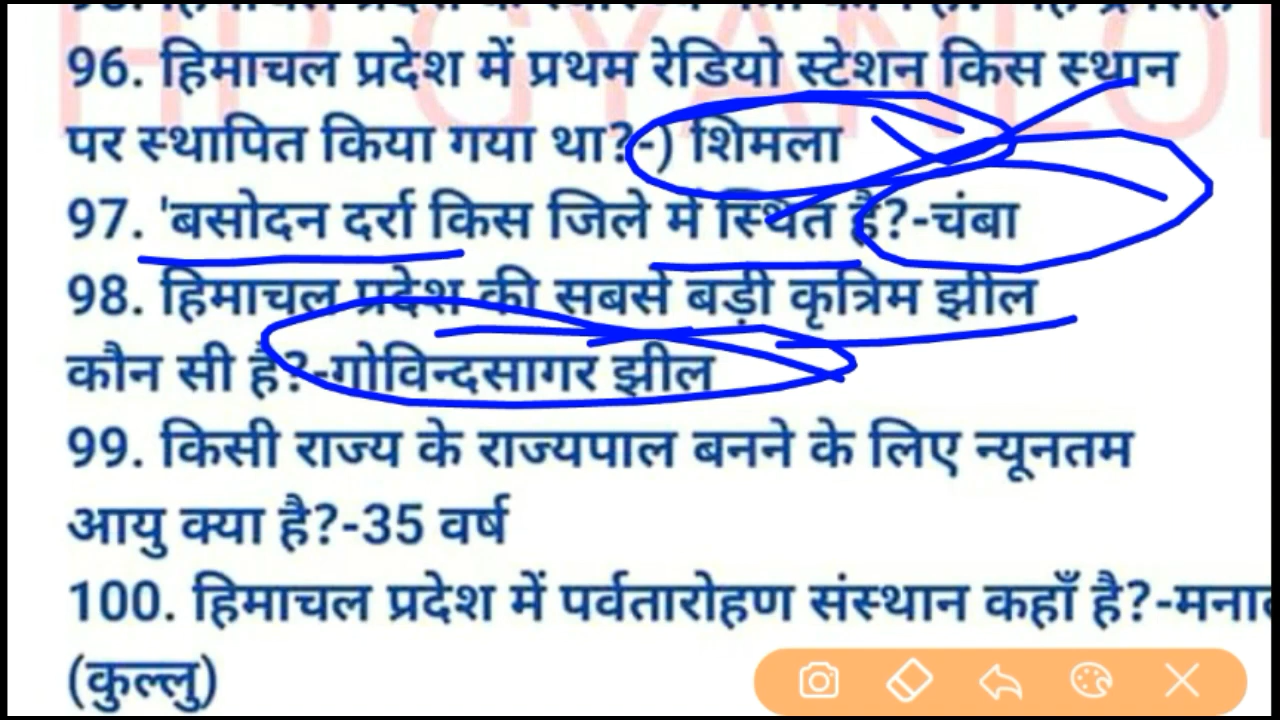 96. हिमाचल प्रदेश में प्रथम रेडियो स्टेशन किस स्थान
पर स्थापित किया गया था?-) शिमला
97. 'बसोदन दर्रा किस जिले में स्थित है?-चंबा
98. हिमाचल प्रदेश की सबसे बड़ी कृत्रिम झील
कौन सी है?-गोविन्दसागर झील
99. किसी राज्य के राज्यपाल बनने के लिए न्यूनतम
आयु क्या है?-35 वर्ष
100. हिमाचल प्रदेश में पर्वतारोहण संस्थान कहाँ है?-मना
(कुल्लु)